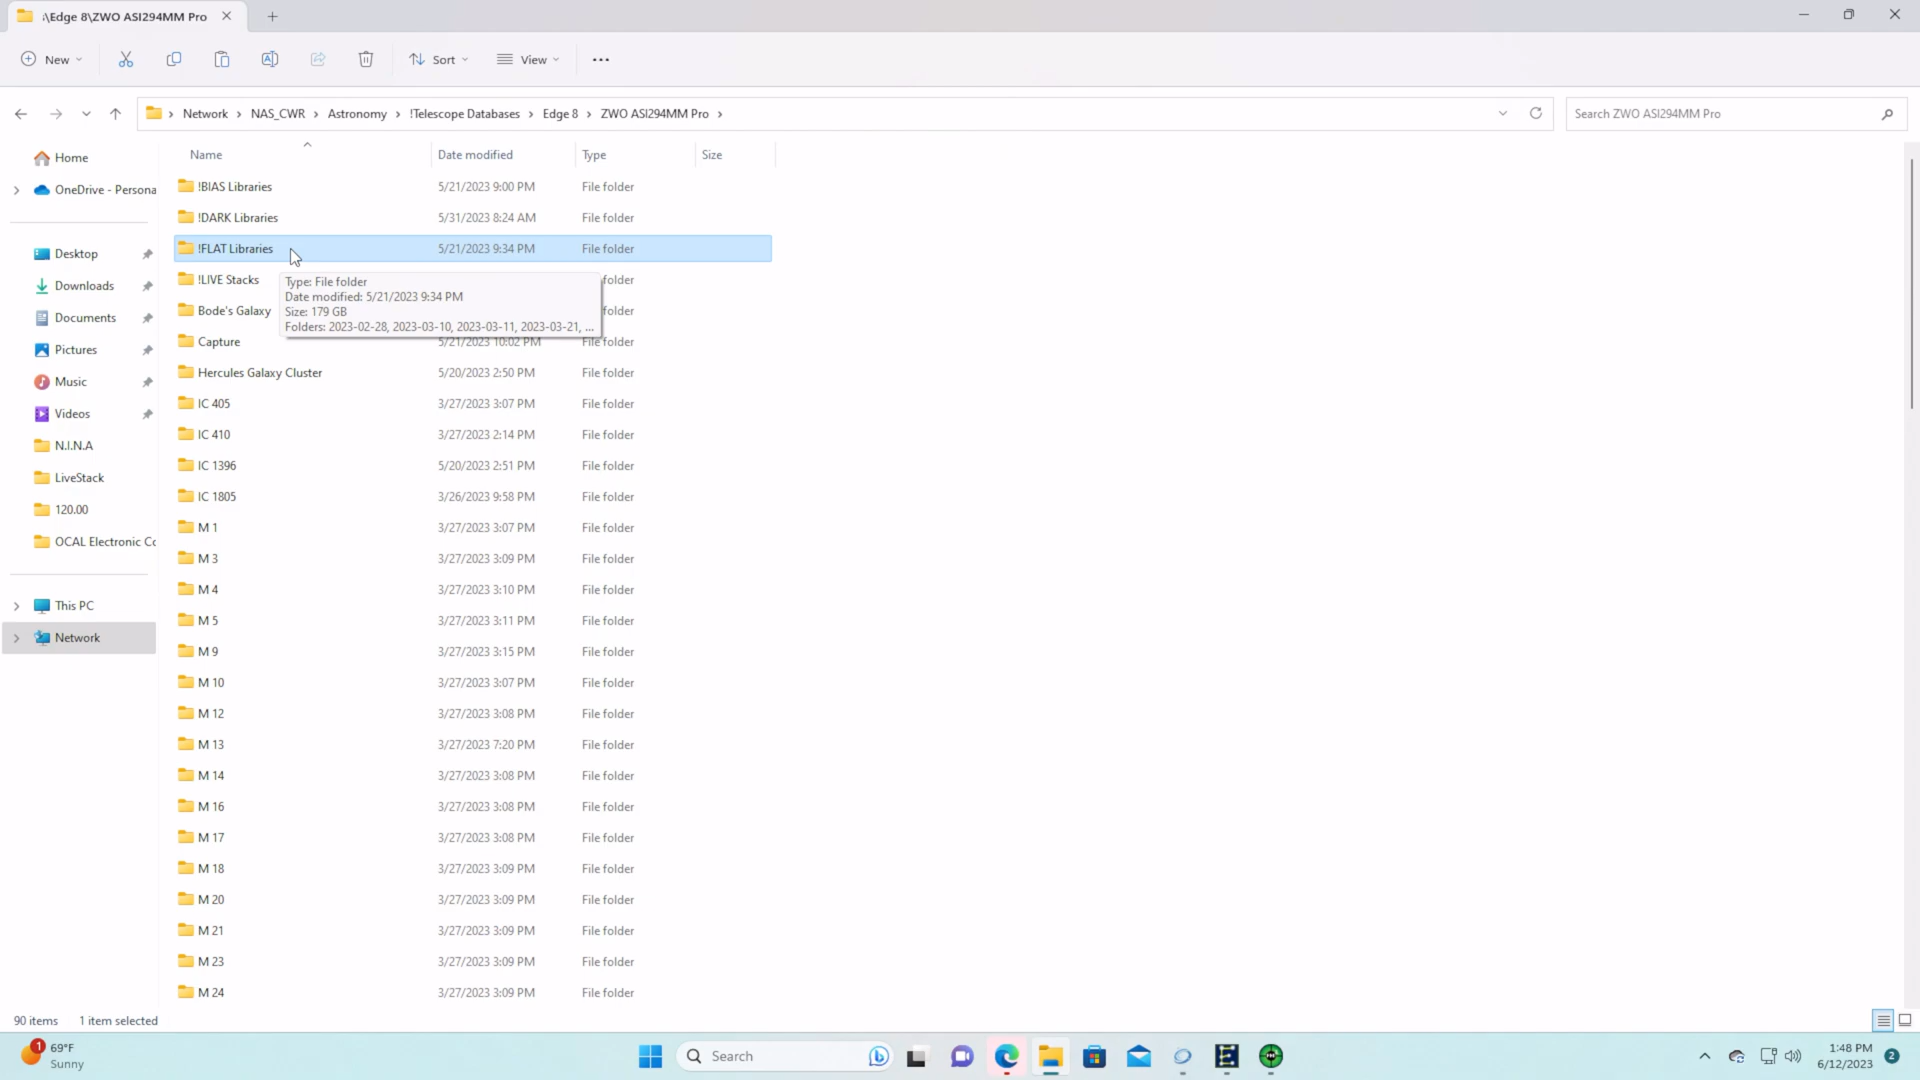 :\Edge 8\ZWO ASI294MM Pro
New
Sort
View
Network > NAS_CWR > Astronomy > !Telescope Databases > Edge 8 > ZWO ASI294MM Pro >
Search ZWO ASI294MM Pro
Name Date modified Type Size
Home
OneDrive - Persona
Desktop
Downloads
Documents
Pictures
Music
Videos
N.I.N.A
LiveStack
120.00
OCAL Electronic Co
This PC
Network
!BIAS Libraries 5/21/2023 9:00 PM File folder
!DARK Libraries 5/31/2023 8:24 AM File folder
!FLAT Libraries 5/21/2023 9:34 PM File folder
!LIVE Stacks folder
Bode's Galaxy folder
Type: File folder
Date modified: 5/21/2023 9:34 PM
Size: 179 GB
Folders: 2023-02-28, 2023-03-10, 2023-03-11, 2023-03-21, ...
Capture 5/21/2023 10:02 PM File folder
Hercules Galaxy Cluster 5/20/2023 2:50 PM File folder
IC 405 3/27/2023 3:07 PM File folder
IC 410 3/27/2023 2:14 PM File folder
IC 1396 5/20/2023 2:51 PM File folder
IC 1805 3/26/2023 9:58 PM File folder
M 1 3/27/2023 3:07 PM File folder
M 3 3/27/2023 3:09 PM File folder
M 4 3/27/2023 3:10 PM File folder
M 5 3/27/2023 3:11 PM File folder
M 9 3/27/2023 3:15 PM File folder
M 10 3/27/2023 3:07 PM File folder
M 12 3/27/2023 3:08 PM File folder
M 13 3/27/2023 7:20 PM File folder
M 14 3/27/2023 3:08 PM File folder
M 16 3/27/2023 3:08 PM File folder
M 17 3/27/2023 3:08 PM File folder
M 18 3/27/2023 3:09 PM File folder
M 20 3/27/2023 3:09 PM File folder
M 21 3/27/2023 3:09 PM File folder
M 23 3/27/2023 3:09 PM File folder
M 24 3/27/2023 3:09 PM File folder
90 items 1 item selected
1
69°F
Sunny
Search
1:48 PM
6/12/2023
2